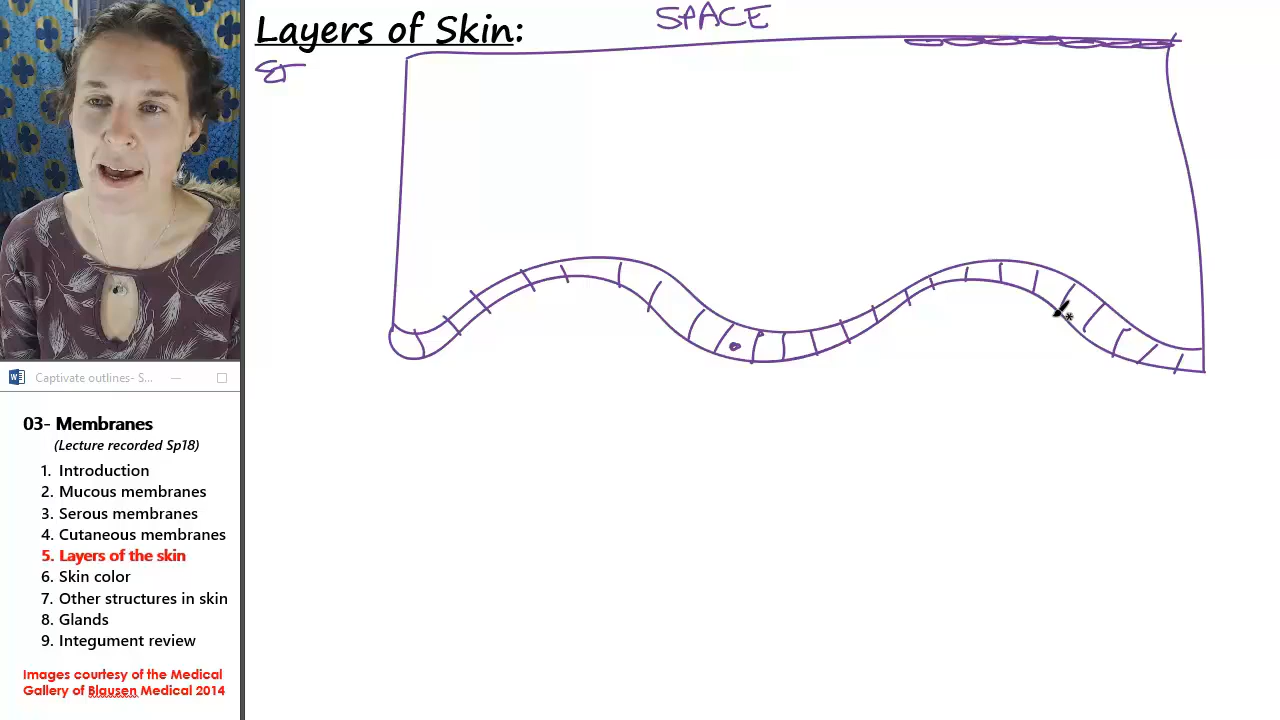 Layers of Skin:
SPACE
Captivate outlines- S...
03- Membranes
(Lecture recorded Sp18)
1. Introduction
2. Mucous membranes
3. Serous membranes
4. Cutaneous membranes
5. Layers of the skin
6. Skin color
7. Other structures in skin
8. Glands
9. Integument review
Images courtesy of the Medical
Gallery of Blausen Medical 2014